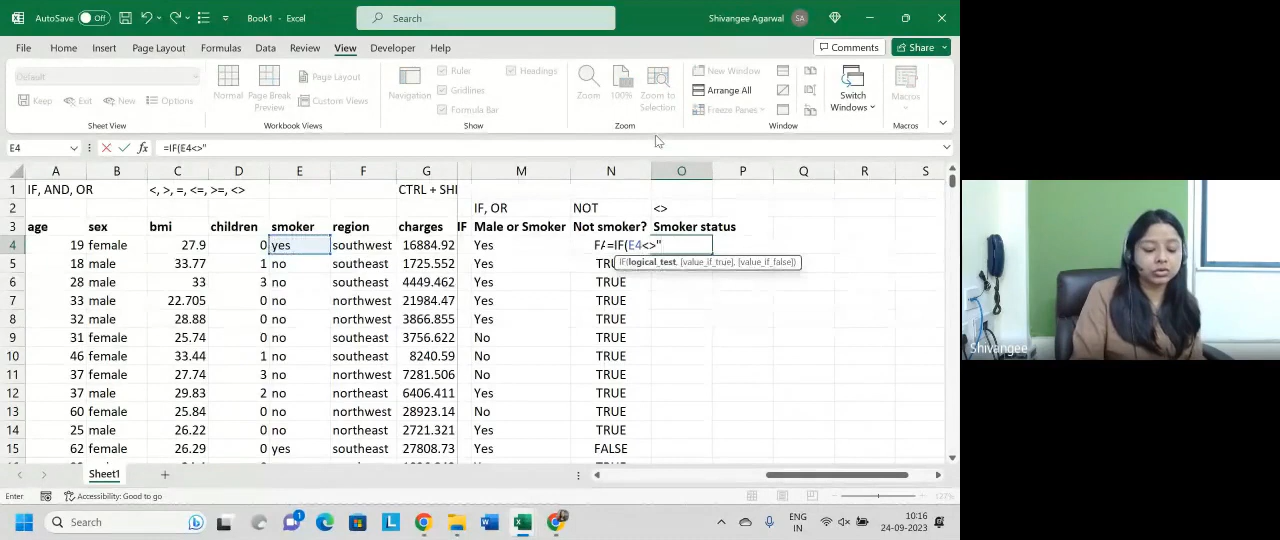 AutoSave Off Book1 - Excel Search Shivangee Agarwal SA
File Home Insert Page Layout Formulas Data Review View Developer Help Comments Share
Default
Keep Exit New Options
Sheet View
Normal Page Break Preview Page Layout Custom Views
Workbook Views
Navigation Ruler Gridlines Formula Bar Headings
Show
Zoom 100% Zoom to Selection
Zoom
New Window Arrange All Freeze Panes Switch Windows
Window
Macros
Macros
E4 fx =IF(E4<>"
A B C D E F G M N O P Q R S
1 IF, AND, OR <, >, =, <=, >=, <> CTRL + SHI
2 IF, OR NOT <>
3 age sex bmi children smoker region charges IF Male or Smoker Not smoker? Smoker status
4 19 female 27.9 0 yes southwest 16884.92 Yes FA =IF(E4<>"
IF(logical_test, [value_if_true], [value_if_false])
5 18 male 33.77 1 no southeast 1725.552 Yes TRU
6 28 male 33 3 no southeast 4449.462 Yes TRUE
7 33 male 22.705 0 no northwest 21984.47 Yes TRUE
8 32 male 28.88 0 no northwest 3866.855 Yes TRUE
9 31 female 25.74 0 no southeast 3756.622 No TRUE
10 46 female 33.44 1 no southeast 8240.59 No TRUE
11 37 female 27.74 3 no northwest 7281.506 No TRUE
12 37 male 29.83 2 no northeast 6406.411 Yes TRUE
13 60 female 25.84 0 no northwest 28923.14 No TRUE
14 25 male 26.22 0 no northeast 2721.321 Yes TRUE
15 62 female 26.29 0 yes southeast 27808.73 Yes FALSE
Sheet1
Enter Accessibility: Good to go
Search 1 ENG IN 10:16 24-09-2023
Shivangee